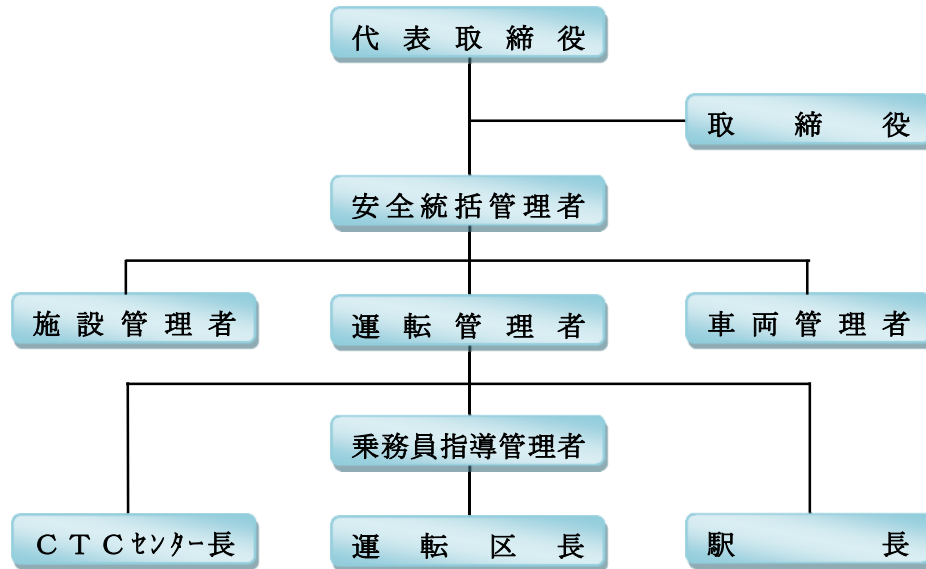 代表取締役
取締役
安全統括管理者
施設管理者
運転管理者
車両管理者
乗務員指導管理者
ＣＴＣｾﾝﾀｰ長
運転区長
駅長